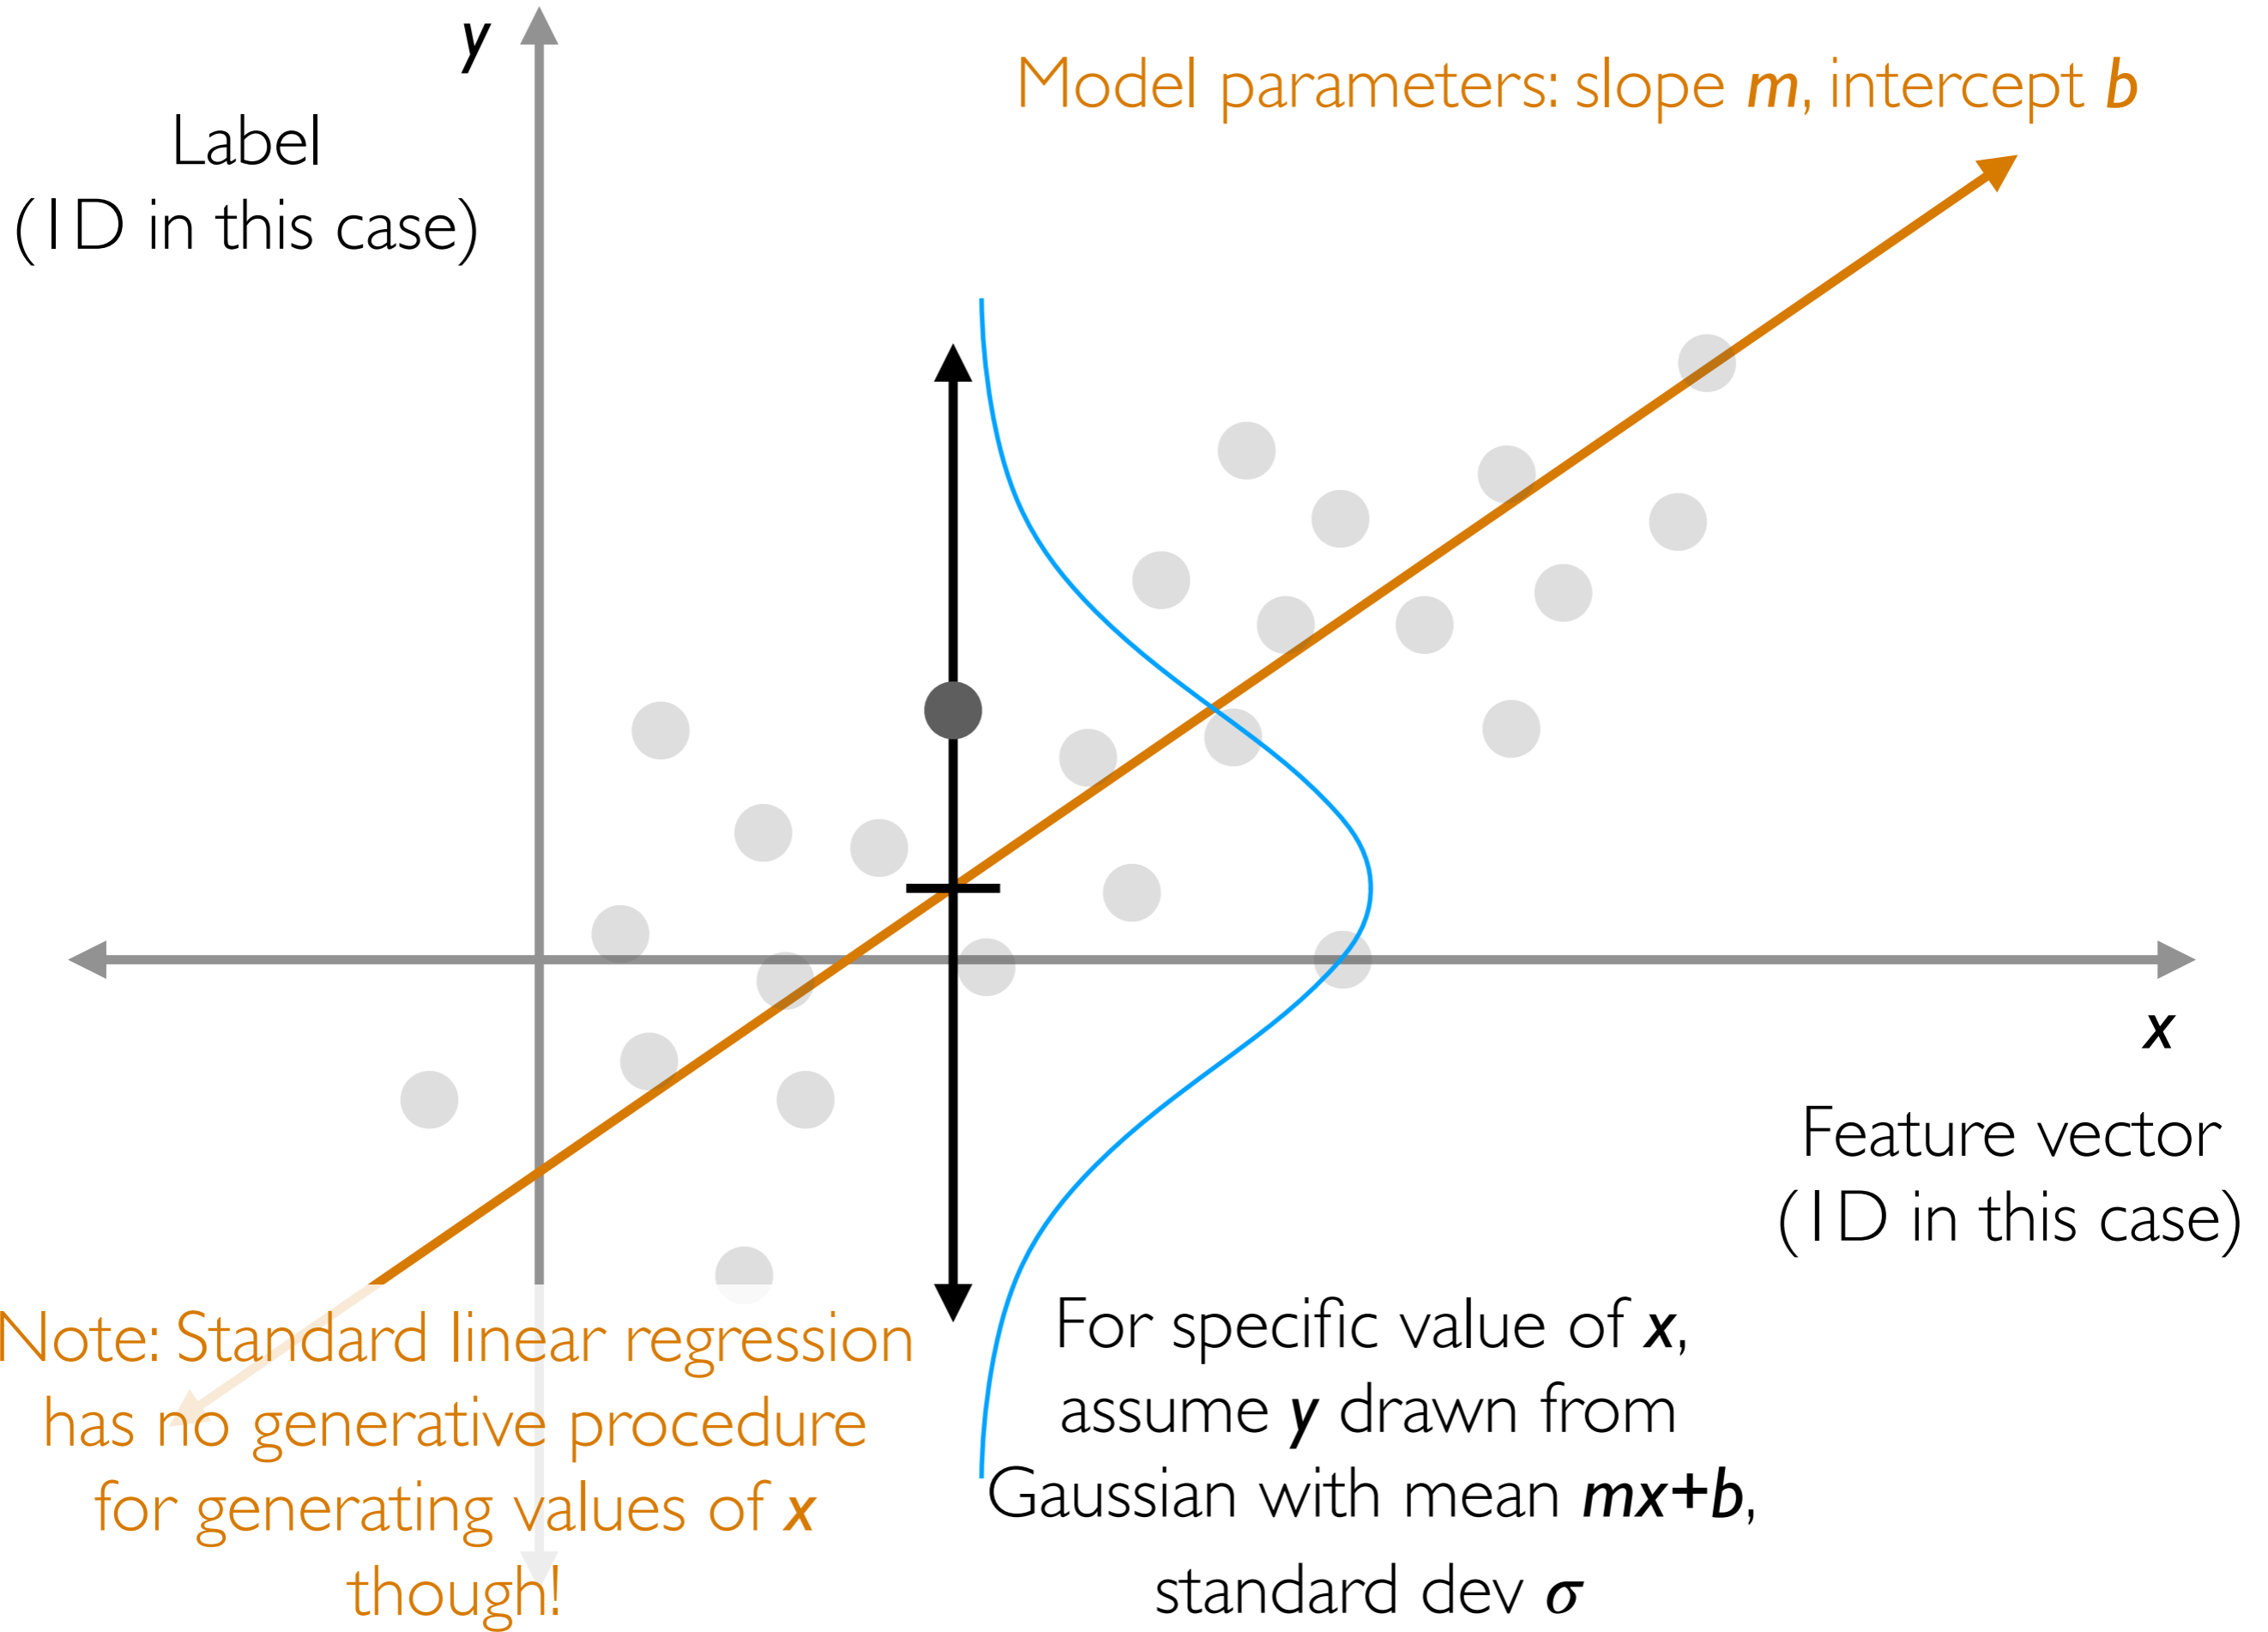 y
Model parameters: slope m, intercept b
Label
(1D in this case)
x
Feature vector
(1D in this case)
Note: Standard linear regression
has no generative procedure
for generating values of x
though!
For specific value of x,
assume y drawn from
Gaussian with mean mx+b,
standard dev σ